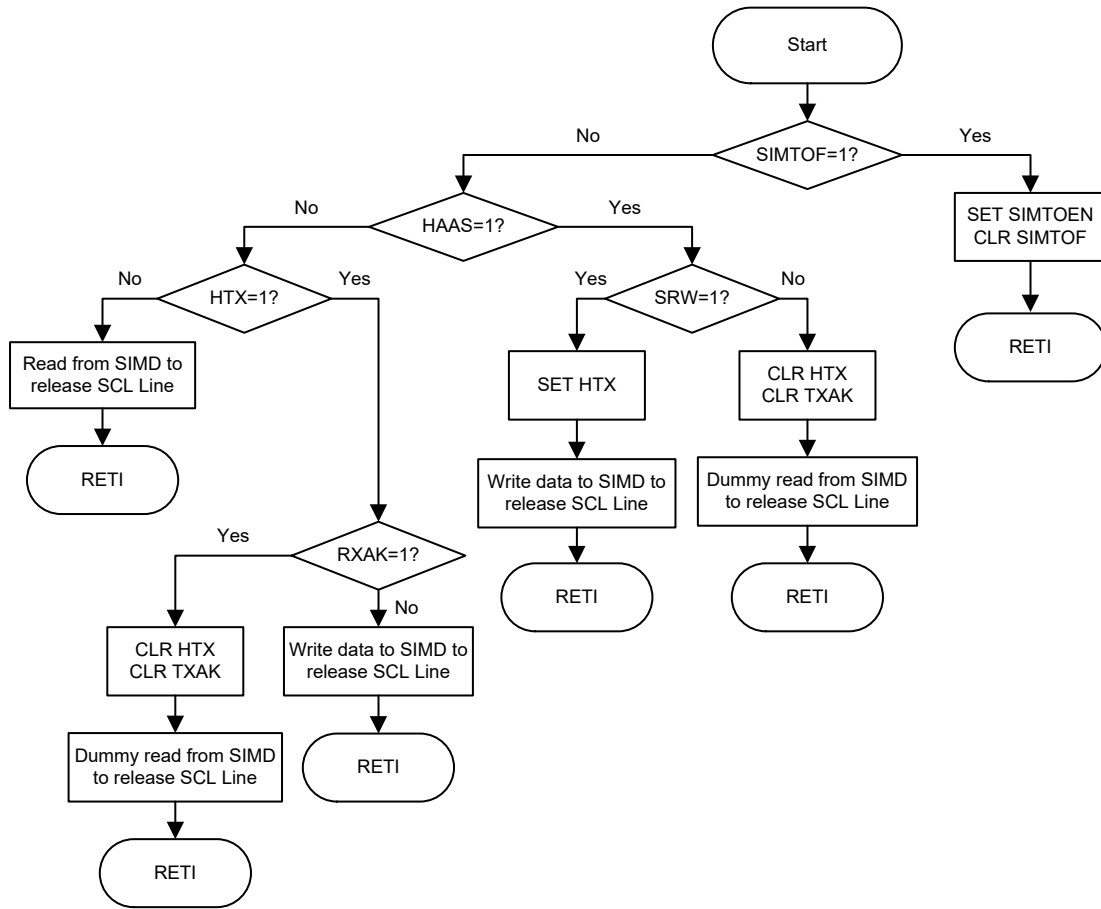 Start
No
SIMTOF=1?
Yes
No
HAAS=1?
Yes
SET SIMTOEN
CLR SIMTOF
No
HTX=1?
Yes
Yes
SRW=1?
No
RETI
Read from SIMD to
release SCL Line
SET HTX
CLR HTX
CLR TXAK
RETI
Write data to SIMD to
release SCL Line
Dummy read from SIMD
to release SCL Line
Yes
RXAK=1?
No
RETI
RETI
CLR HTX
CLR TXAK
Write data to SIMD to
release SCL Line
Dummy read from SIMD
to release SCL Line
RETI
RETI